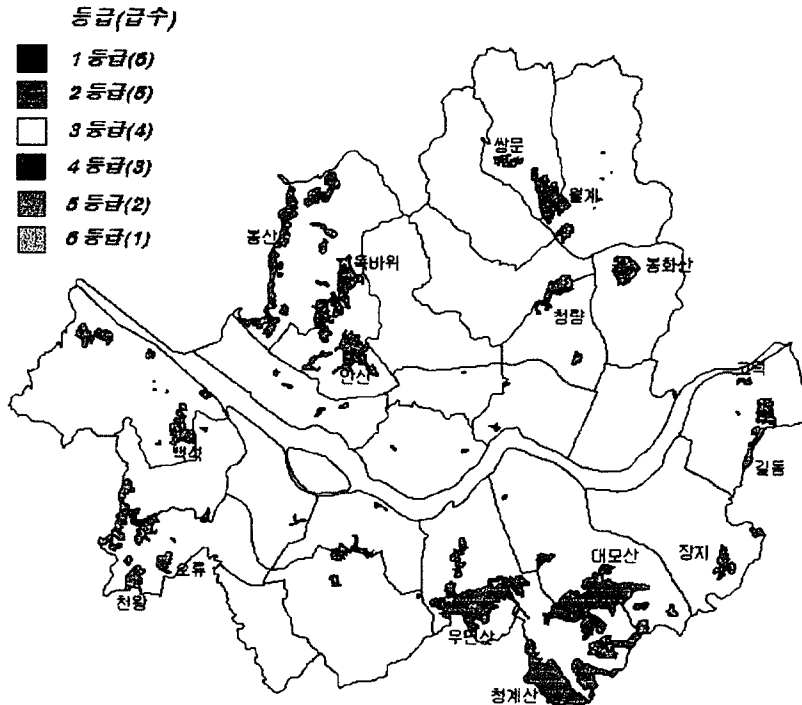 등급(급수)
1 등급(6)
2 등급(5)
3 등급(4)
4 등급(3)
5 등급(2)
6 등급(1)
쌍문
월계
봉산
북바위
봉화산
청량
안산
고덕
백석
길동
대모산
장지
오류
천왕
우면산
청계산